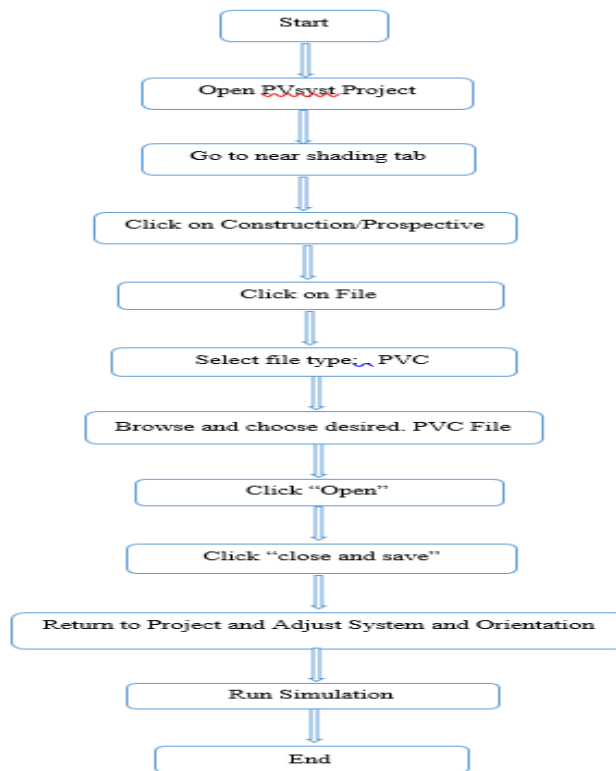 Start
Open PVsyst Project
Go to near shading tab
Click on Construction/Prospective
Click on File
Select file type: PVC
Browse and choose desired. PVC File
Click “Open”
Click “close and save”
Return to Project and Adjust System and Orientation
Run Simulation
End